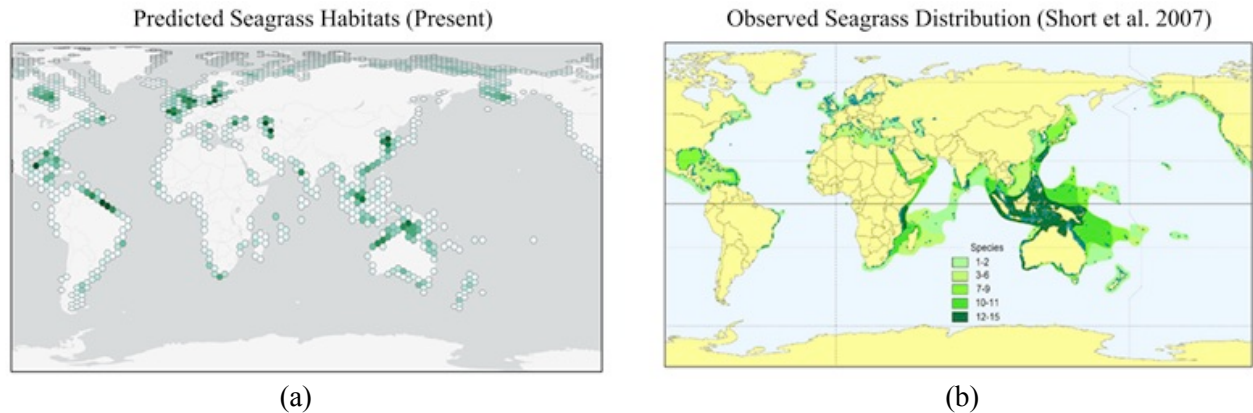 Predicted Seagrass Habitats (Present)
Observed Seagrass Distribution (Short et al. 2007)
Species
1-2
3-6
7-9
10-11
12-15
(a)
(b)